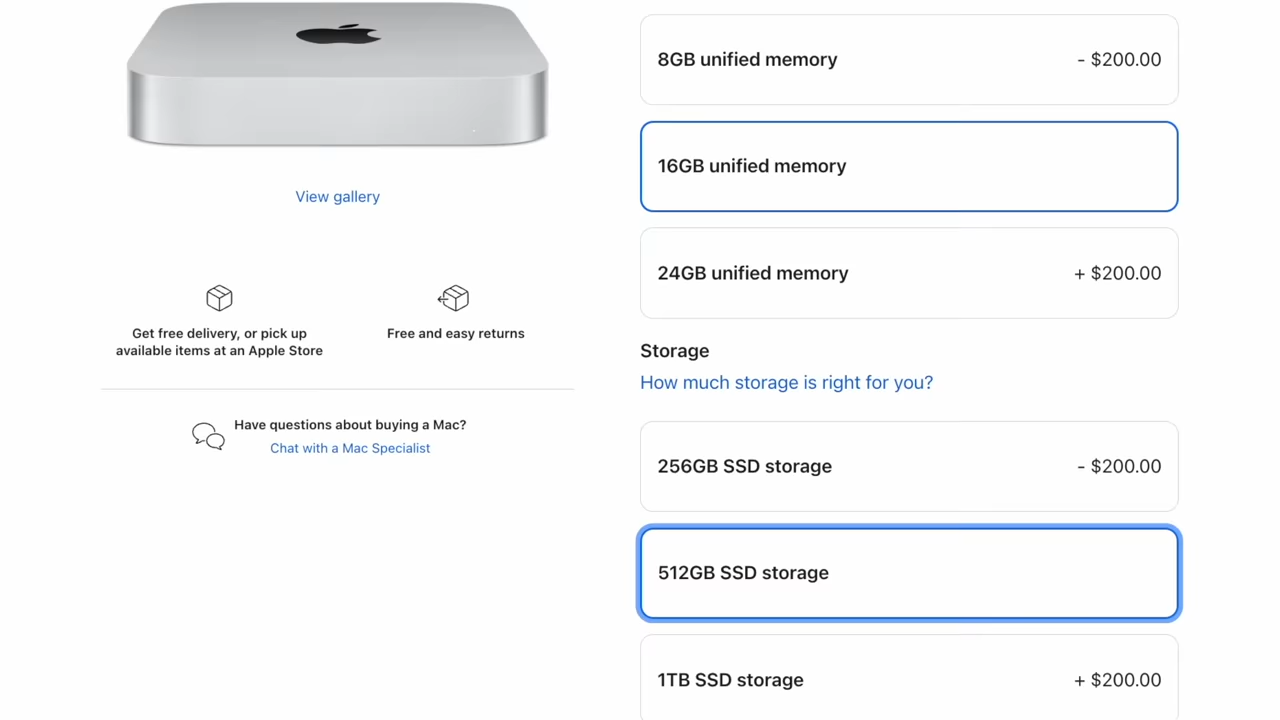 View gallery
Get free delivery, or pick up
available items at an Apple Store
Free and easy returns
Have questions about buying a Mac?
Chat with a Mac Specialist
8GB unified memory - $200.00
16GB unified memory
24GB unified memory + $200.00
Storage
How much storage is right for you?
256GB SSD storage - $200.00
512GB SSD storage
1TB SSD storage + $200.00